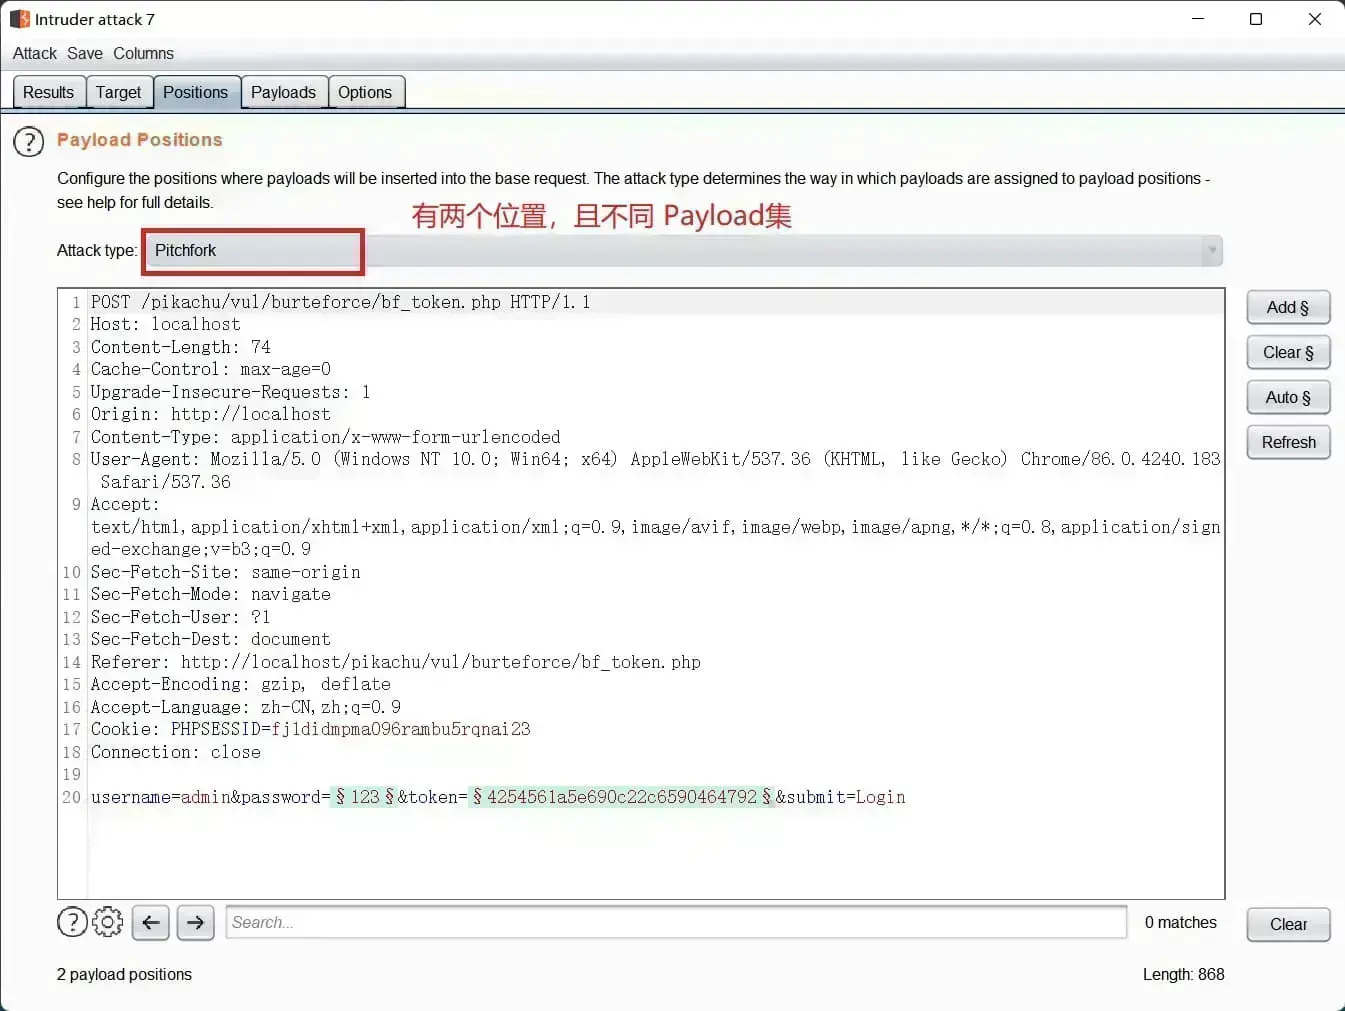 Intruder attack 7
Attack Save Columns
Results Target Positions Payloads Options
Payload Positions
Configure the positions where payloads will be inserted into the base request. The attack type determines the way in which payloads are assigned to payload positions -
see help for full details.
有两个位置，且不同 Payload集
Attack type: Pitchfork
1 POST /pikachu/vul/burteforce/bf_token.php HTTP/1.1
2 Host: localhost
3 Content-Length: 74
4 Cache-Control: max-age=0
5 Upgrade-Insecure-Requests: 1
6 Origin: http://localhost
7 Content-Type: application/x-www-form-urlencoded
8 User-Agent: Mozilla/5.0 (Windows NT 10.0; Win64; x64) AppleWebKit/537.36 (KHTML, like Gecko) Chrome/86.0.4240.183
Safari/537.36
9 Accept:
text/html,application/xhtml+xml,application/xml;q=0.9,image/avif,image/webp,image/apng,*/*;q=0.8,application/sign
ed-exchange;v=b3;q=0.9
10 Sec-Fetch-Site: same-origin
11 Sec-Fetch-Mode: navigate
12 Sec-Fetch-User: ?1
13 Sec-Fetch-Dest: document
14 Referer: http://localhost/pikachu/vul/burteforce/bf_token.php
15 Accept-Encoding: gzip, deflate
16 Accept-Language: zh-CN,zh;q=0.9
17 Cookie: PHPSESSID=fj1didmpma096rambu5rqnai23
18 Connection: close
19
20 username=admin&password=§123§&token=§4254561a5e690c22c6590464792§&submit=Login
Add §
Clear §
Auto §
Refresh
Search...
0 matches
Clear
2 payload positions
Length: 868